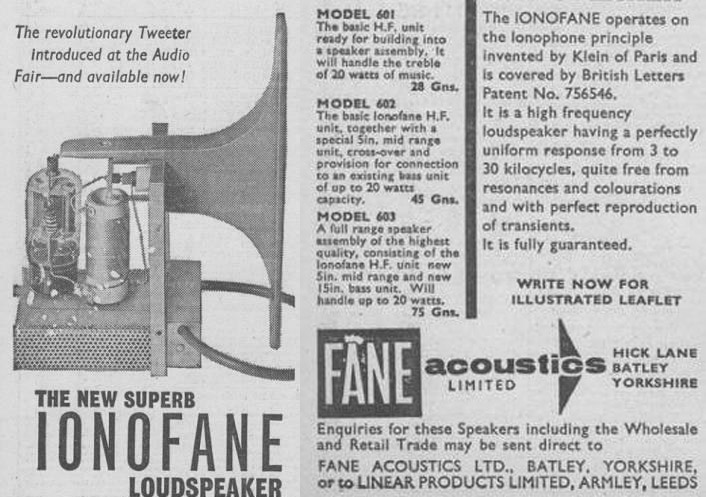 The revolutionary Tweeter
introduced at the Audio
Fair—and available now!
THE NEW SUPERB
IONOFANE
LOUDSPEAKER
MODEL 601
The basic H.F. unit
ready for building into
a speaker assembly. It
will handle the treble
of 20 watts of music.
28 Gns.
MODEL 602
The basic Ionofane H.F.
unit, together with a
special 5in. mid range
unit, cross-over and
provision for connection
to an existing bass unit
of up to 20 watts
capacity. 45 Gns.
MODEL 603
A full range speaker
assembly of the highest
quality, consisting of the
Ionofane H.F. unit new
5in. mid range and new
15in. bass unit. Will
handle up to 20 watts.
75 Gns.
The IONOFANE operates on
the Ionophone principle
invented by Klein of Paris and
is covered by British Letters
Patent No. 756546.
It is a high frequency
loudspeaker having a perfectly
uniform response from 3 to
30 kilocycles, quite free from
resonances and colourations
and with perfect reproduction
of transients.
It is fully guaranteed.
WRITE NOW FOR
ILLUSTRATED LEAFLET
FANE acoustics
LIMITED
HICK LANE
BATLEY
YORKSHIRE
Enquiries for these Speakers including the Wholesale
and Retail Trade may be sent direct to
FANE ACOUSTICS LTD., BATLEY, YORKSHIRE,
or to LINEAR PRODUCTS LIMITED, ARMLEY, LEEDS